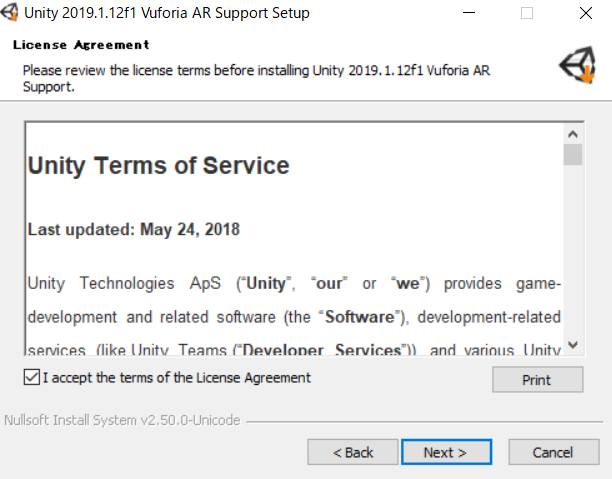 Unity 2019.1.12f1 Vuforia AR Support Setup
License Agreement
Please review the license terms before installing Unity 2019.1.12f1 Vuforia AR
Support.
Unity Terms of Service
Last updated: May 24, 2018
Unity Technologies ApS (“Unity”, “our” or “we”) provides game-
development and related software (the “Software”), development-related
services (like Unity Teams (“Developer Services”)), and various Unity
I accept the terms of the License Agreement
Print
Nullsoft Install System v2.50.0-Unicode
< Back
Next >
Cancel